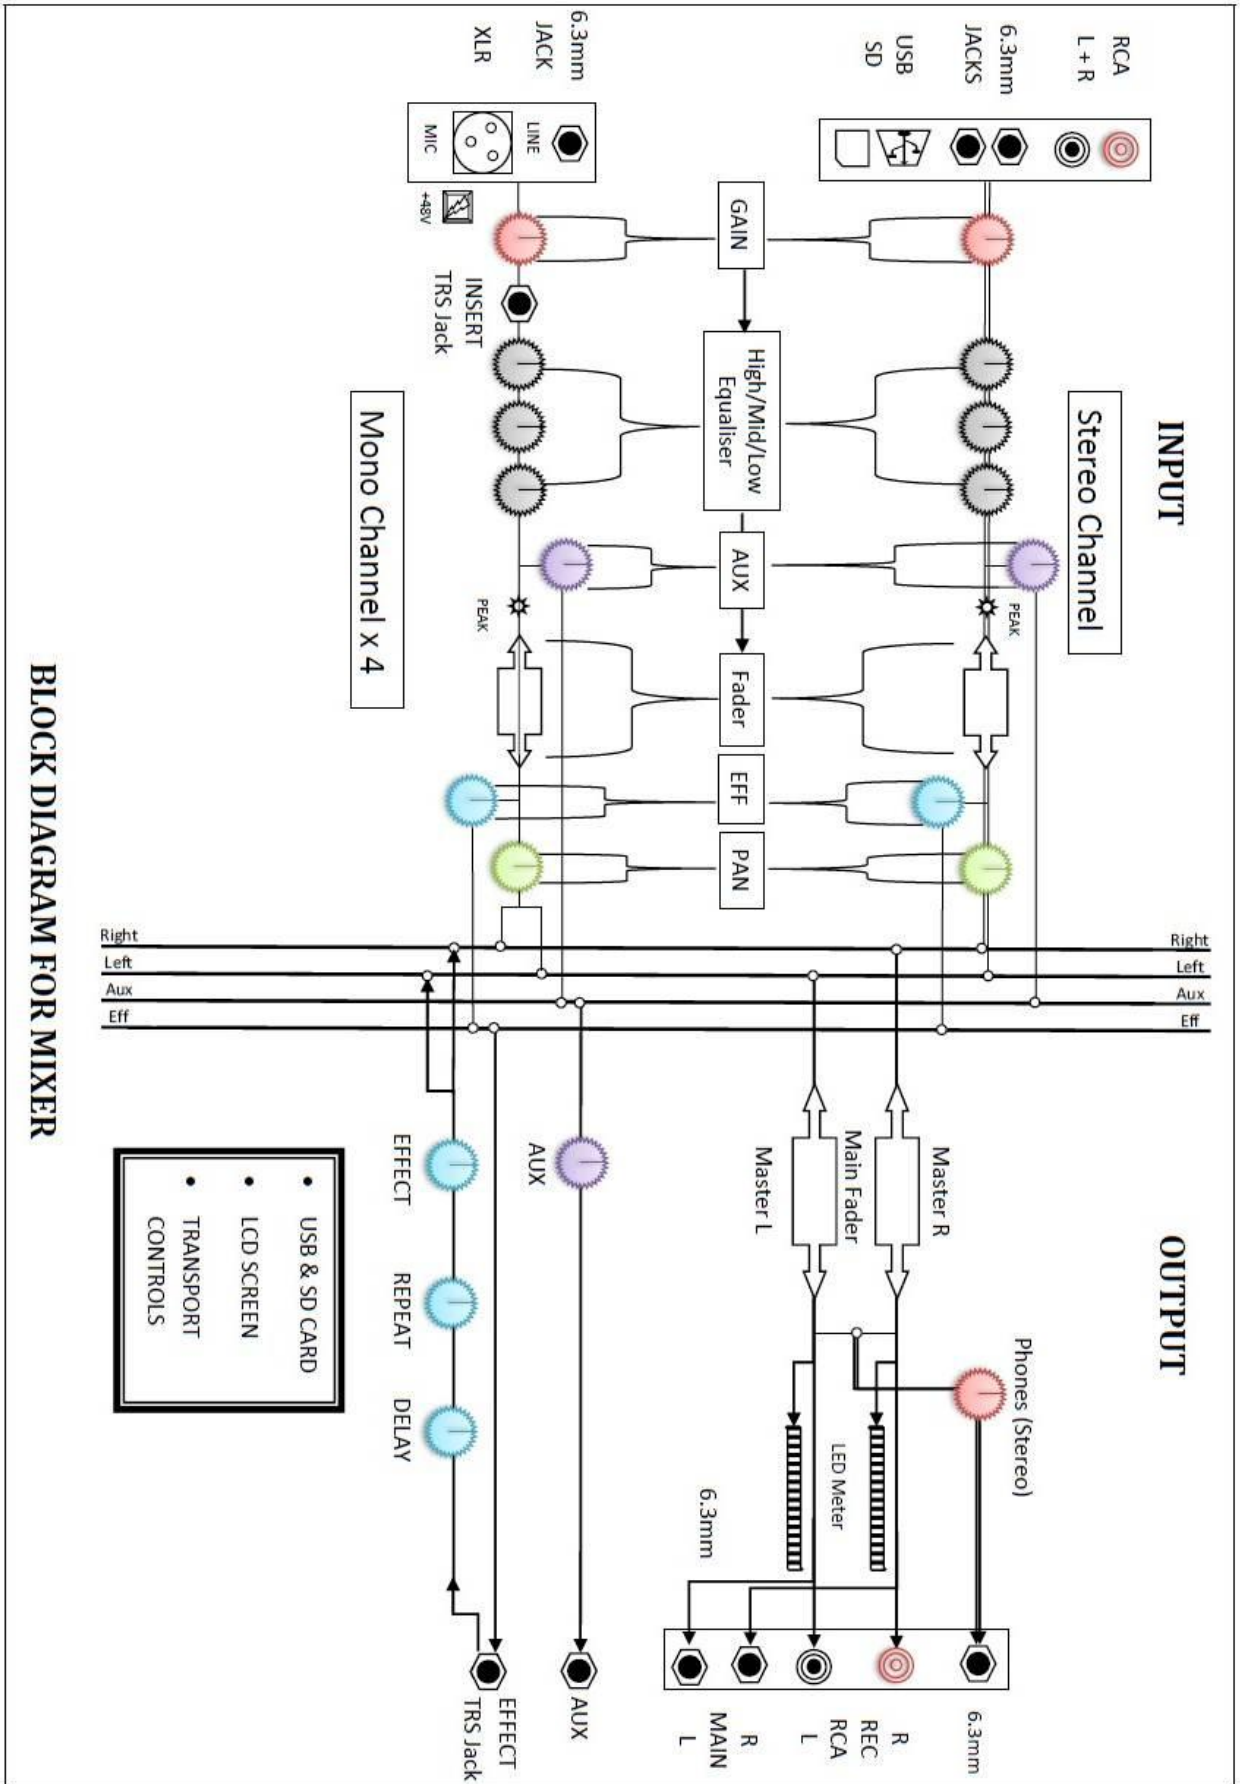 INPUT
OUTPUT
RCA
L + R
6.3mm
JACKS
USB
SD
Stereo Channel
PEAK
Phones (Stereo)
Master R
Main Fader
Master L
LED Meter
6.3mm
6.3mm
R
REC
RCA
L
R
MAIN
L
GAIN
High/Mid/Low
Equaliser
AUX
Fader
EFF
PAN
Right
Left
Aux
Eff
6.3mm
JACK
XLR
LINE
MIC
+48V
INSERT
TRS Jack
PEAK
Mono Channel x 4
AUX
AUX
EFFECT
TRS Jack
EFFECT
REPEAT
DELAY
Right
Left
Aux
Eff
• USB & SD CARD
• LCD SCREEN
• TRANSPORT
CONTROLS
BLOCK DIAGRAM FOR MIXER